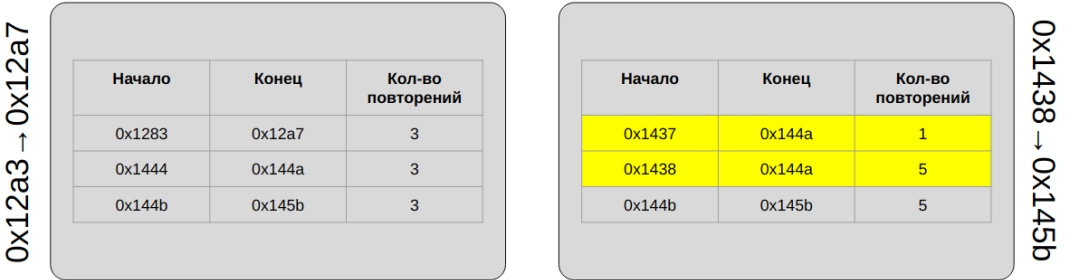 0x12a3→0x12a7
Начало Конец Кол-во
повторений
0x1283 0x12a7 3
0x1444 0x144a 3
0x144b 0x145b 3
Начало Конец Кол-во
повторений
0x1437 0x144a 1
0x1438 0x144a 5
0x144b 0x145b 5
0x1438→0x145b